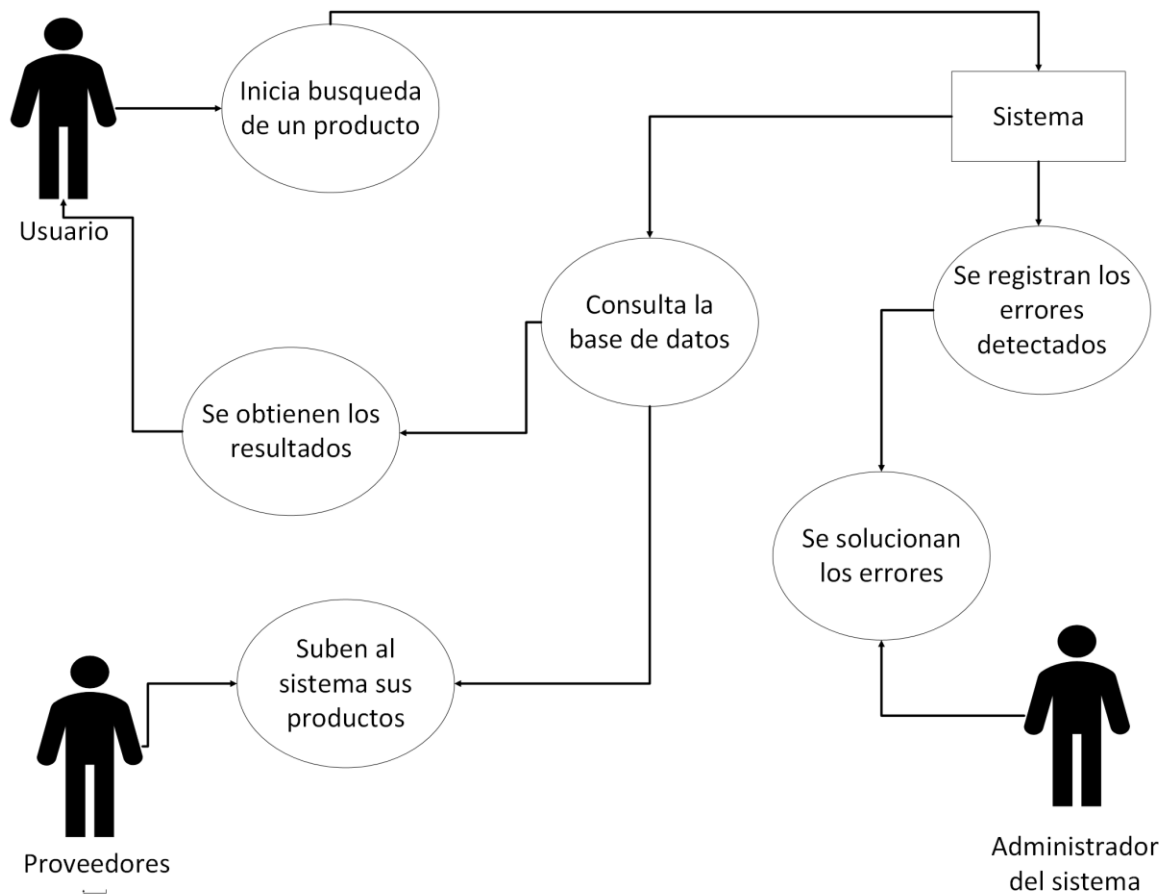 Inicia busqueda
de un producto
Sistema
Usuario
Se registran los
errores
detectados
Consulta la
base de datos
Se obtienen los
resultados
Se solucionan
los errores
Suben al
sistema sus
productos
Proveedores
Administrador
del sistema